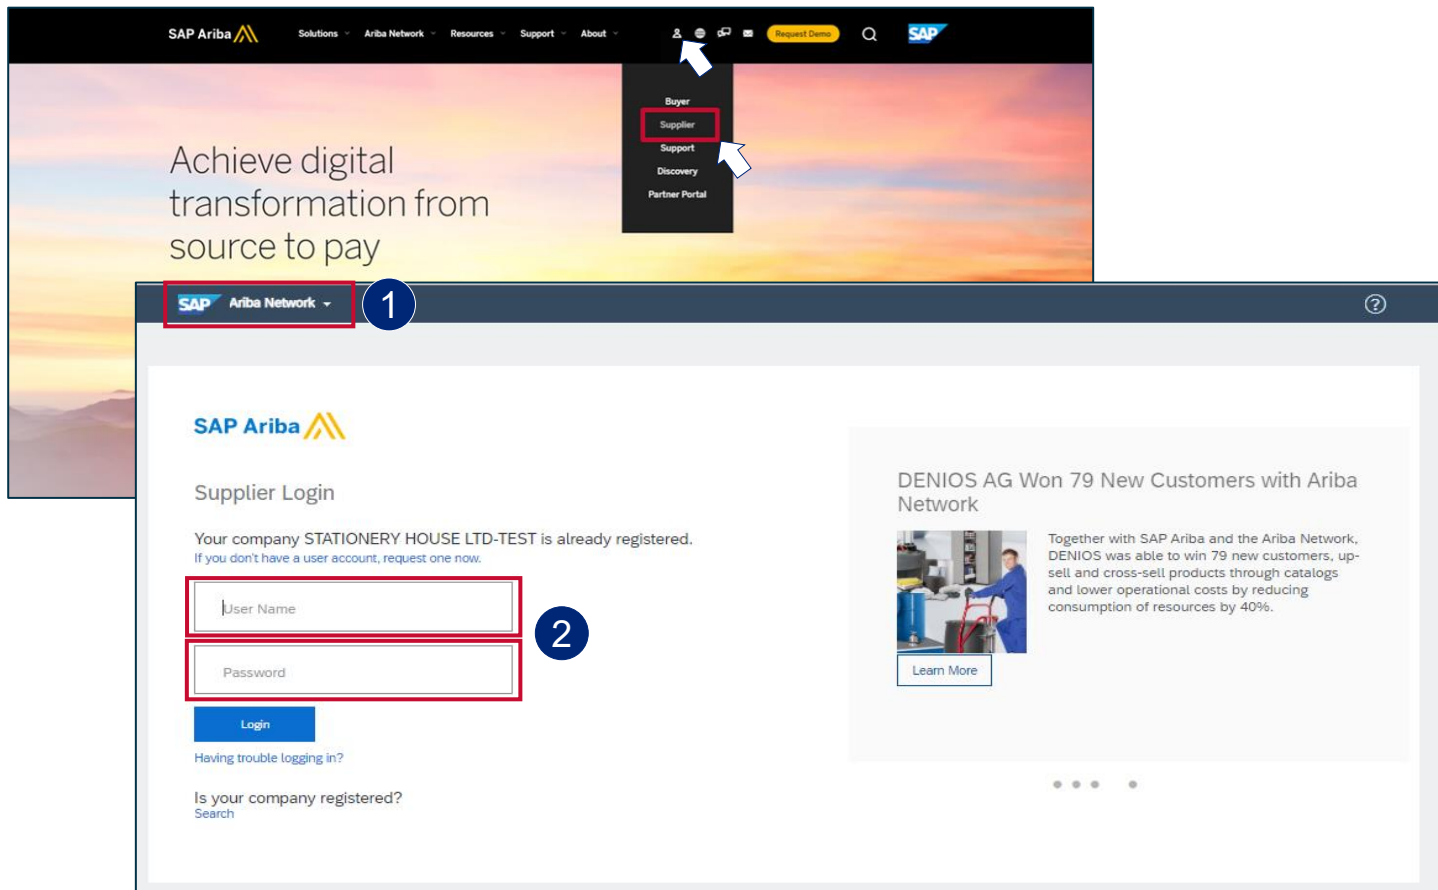 SAP Ariba
Solutions
Ariba Network
Resources
Support
About
Request Demo
SAP
Buyer
Supplier
Support
Discovery
Partner Portal
Achieve digital
transformation from
source to pay
SAP Ariba Network
1
?
SAP Ariba
Supplier Login
Your company STATIONERY HOUSE LTD-TEST is already registered.
If you don't have a user account, request one now.
User Name
2
Password
Login
Having trouble logging in?
Is your company registered?
Search
DENIOS AG Won 79 New Customers with Ariba
Network
Together with SAP Ariba and the Ariba Network,
DENIOS was able to win 79 new customers, up-
sell and cross-sell products through catalogs
and lower operational costs by reducing
consumption of resources by 40%.
Learn More